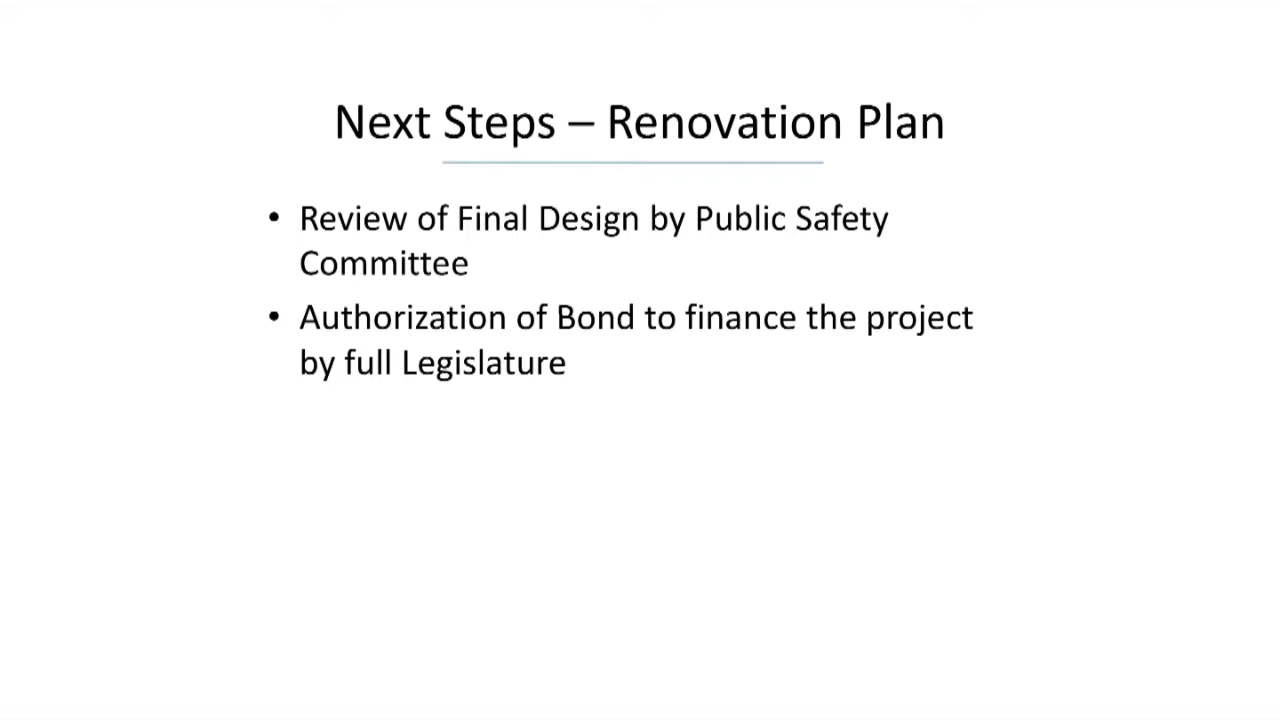 Next Steps – Renovation Plan
• Review of Final Design by Public Safety
Committee
• Authorization of Bond to finance the project
by full Legislature